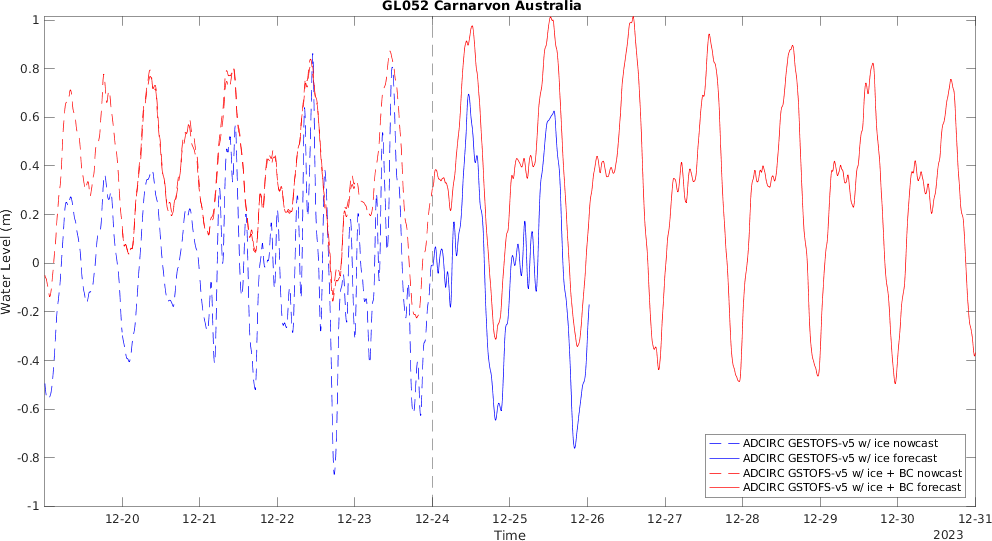 GL052 Carnarvon Australia
Water Level (m)
1
0.8
0.6
0.4
0.2
0
-0.2
-0.4
-0.6
-0.8
-1
ADCIRC GESTOFS-v5 w/ ice nowcast
ADCIRC GESTOFS-v5 w/ ice forecast
ADCIRC GSTOFS-v5 w/ ice + BC nowcast
ADCIRC GSTOFS-v5 w/ ice + BC forecast
12-20 12-21 12-22 12-23 12-24 12-25 12-26 12-27 12-28 12-29 12-30 12-31
Time
2023